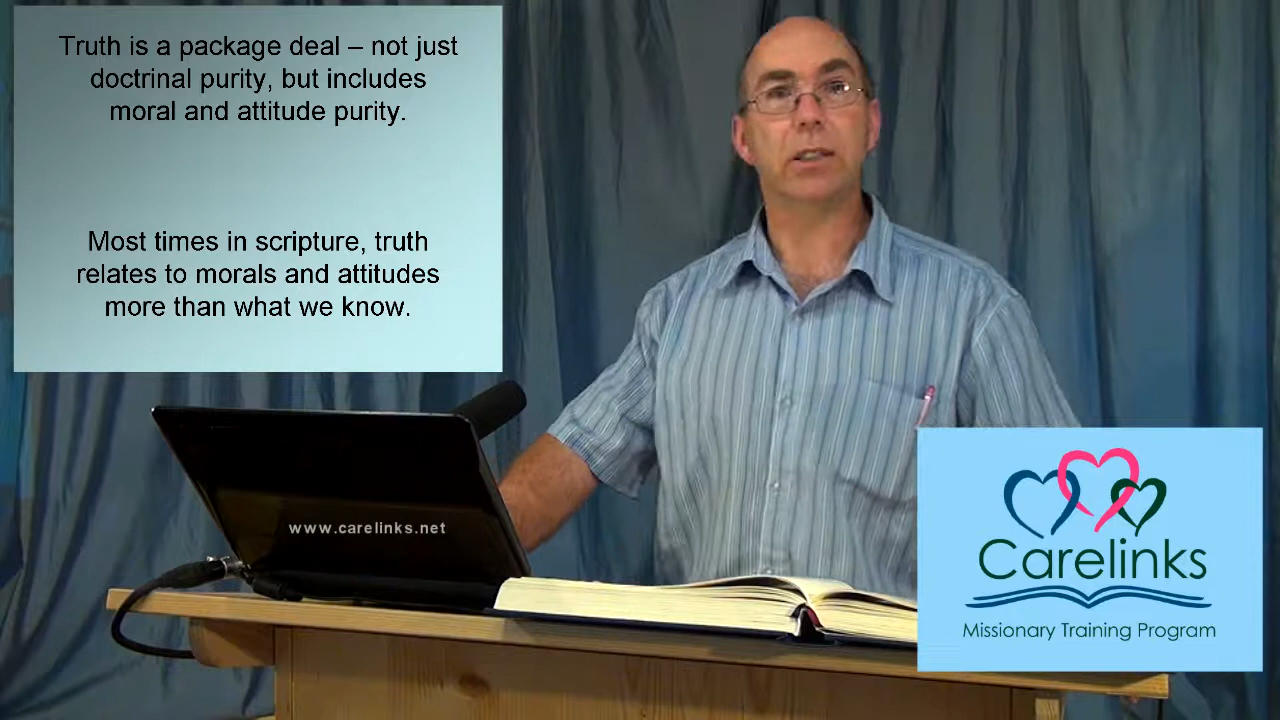 Truth is a package deal – not just
doctrinal purity, but includes
moral and attitude purity.
Most times in scripture, truth
relates to morals and attitudes
more than what we know.
www.carelinks.net
Carelinks
Missionary Training Program